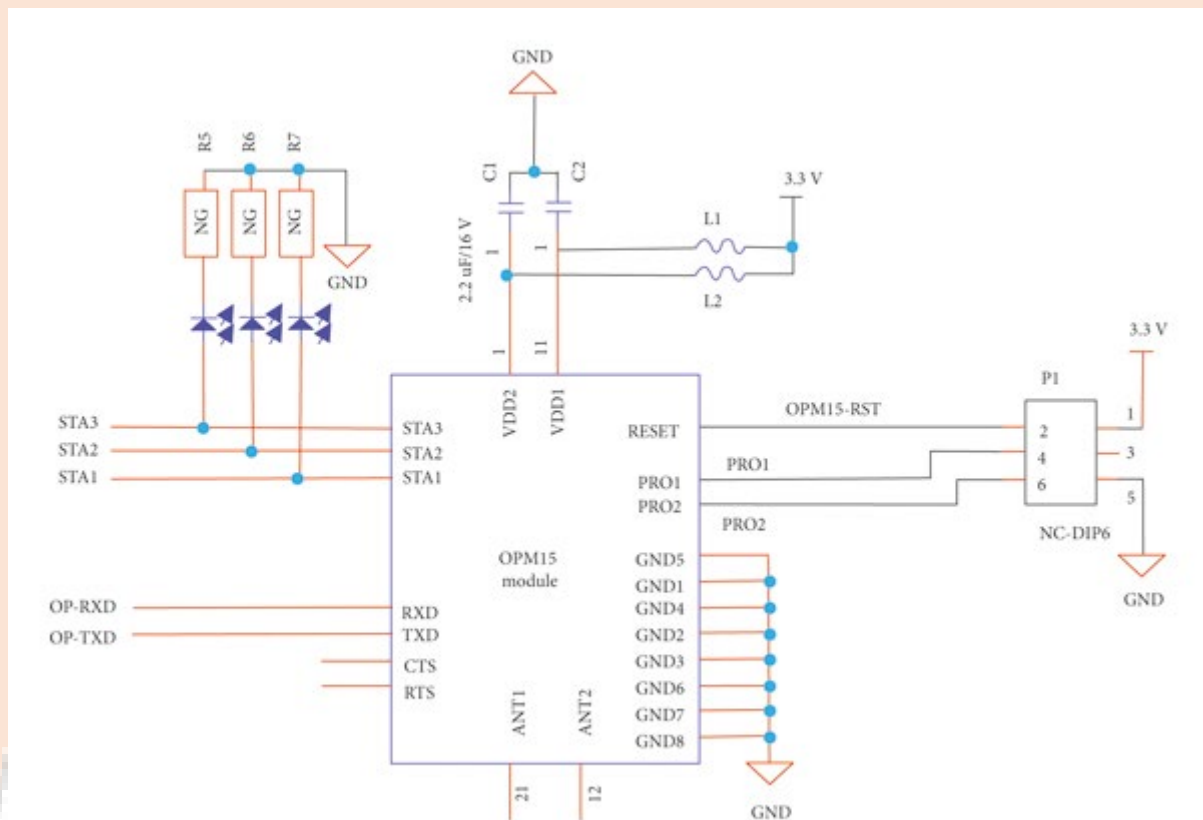 GND
R5
R6
R7
C1
C2
3.3 V
NG
NG
NG
L1
GND
2.2 uF/16 V
1
1
L2
3.3 V
1
11
P1
VDD2
VDD1
OPM15-RST
1
STA3
STA3
RESET
2
STA2
STA2
PRO1
4
3
STA1
STA1
PRO1
6
5
PRO2
PRO2
NC-DIP6
OPM15
module
GND5
GND1
GND
OP-RXD
RXD
GND4
OP-TXD
TXD
GND2
CTS
GND3
RTS
GND6
ANT1
ANT2
GND7
GND8
21
12
GND